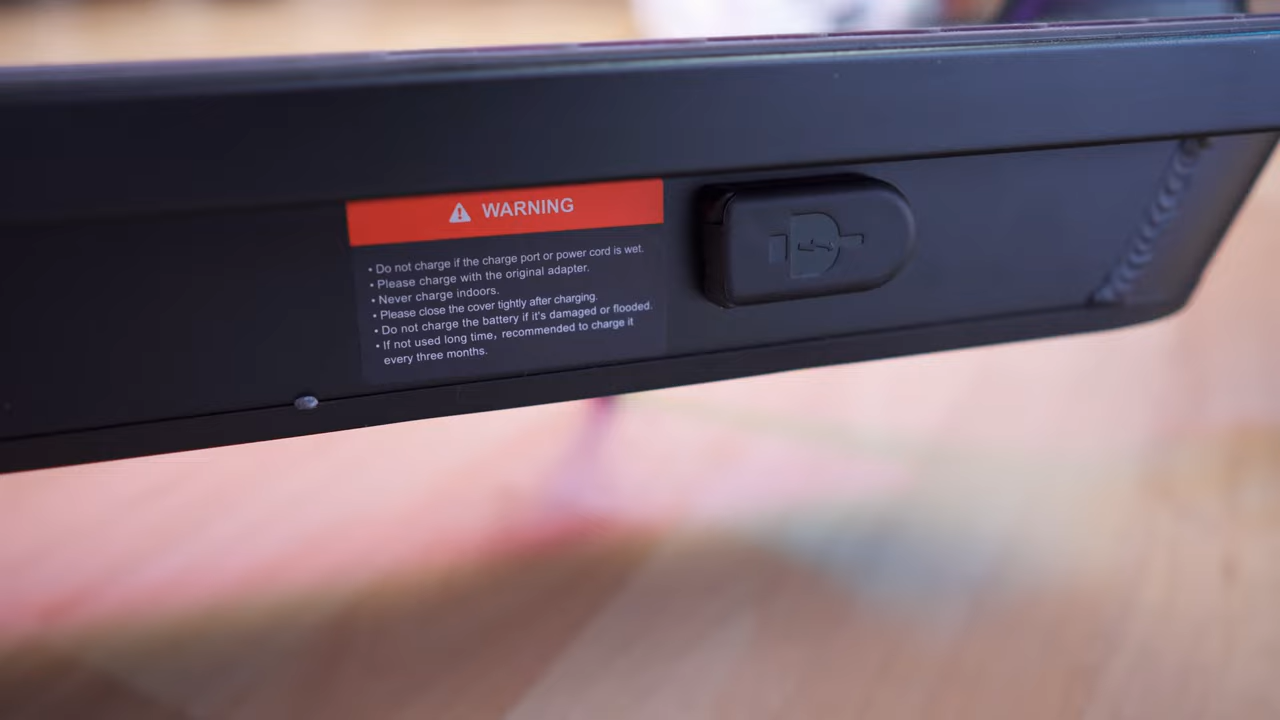 WARNING
• Do not charge if the charge port or power cord is wet.
• Please charge with the original adapter.
• Never charge indoors.
• Please close the cover tightly after charging.
• Do not charge the battery if it's damaged or flooded.
• If not used long time, recommended to charge it
every three months.